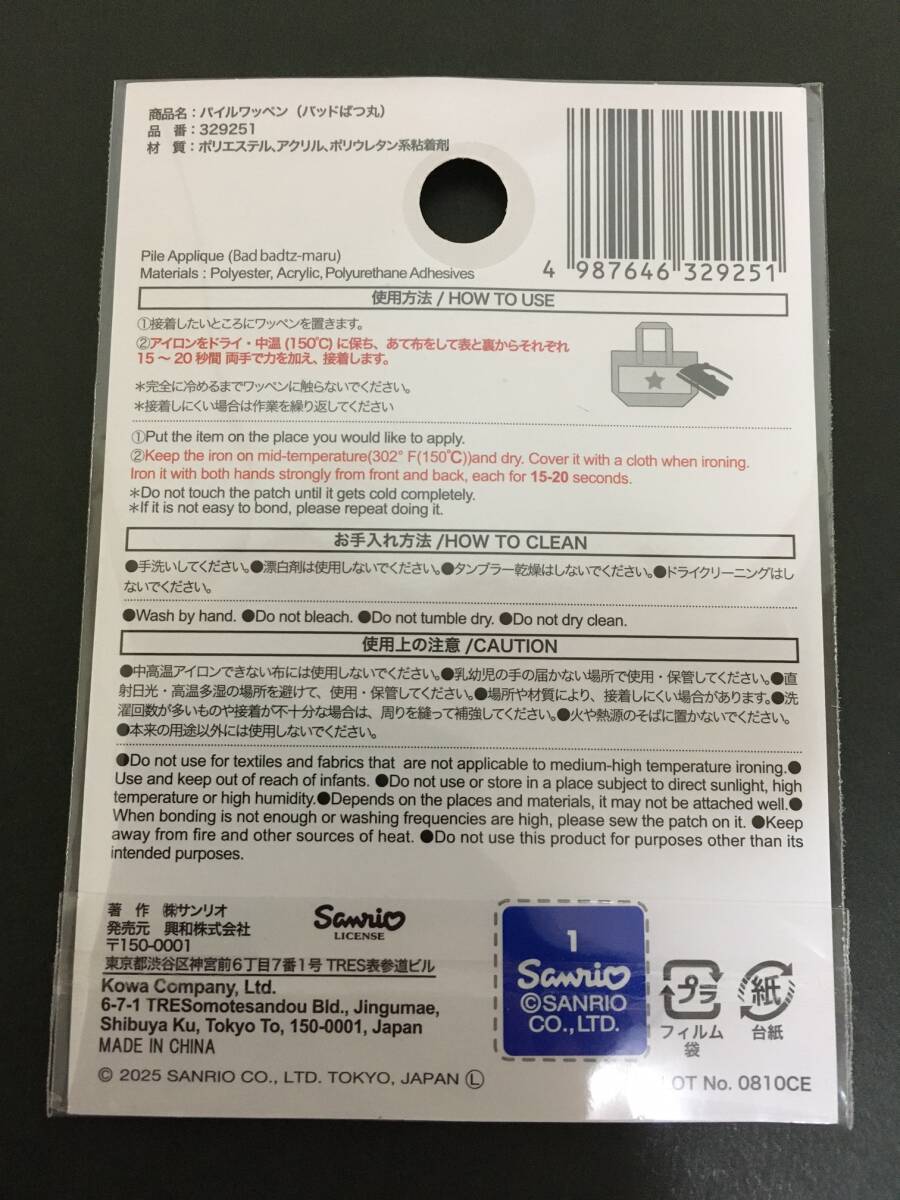 商品名：パイルワッペン（バッドばつ丸）
品　番：329251
材　質：ポリエステル、アクリル、ポリウレタン系粘着剤
Pile Applique (Bad badtz-maru)
Materials : Polyester, Acrylic, Polyurethane Adhesives
4 987646 329251
使用方法 / HOW TO USE
①接着したいところにワッペンを置きます。
②アイロンをドライ・中温 (150℃) に保ち、あて布をして表と裏からそれぞれ
15 〜 20 秒間 両手で力を加え、接着します。
＊完全に冷めるまでワッペンに触らないでください。
＊接着しにくい場合は作業を繰り返してください
①Put the item on the place you would like to apply.
②Keep the iron on mid-temperature(302° F(150℃))and dry. Cover it with a cloth when ironing.
Iron it with both hands strongly from front and back, each for 15-20 seconds.
＊Do not touch the patch until it gets cold completely.
＊If it is not easy to bond, please repeat doing it.
お手入れ方法 /HOW TO CLEAN
●手洗いしてください。●漂白剤は使用しないでください。●タンブラー乾燥はしないでください。●ドライクリーニングはし
ないでください。
●Wash by hand. ●Do not bleach. ●Do not tumble dry. ●Do not dry clean.
使用上の注意 /CAUTION
●中高温アイロンできない布には使用しないでください。●乳幼児の手の届かない場所で使用・保管してください。●直
射日光・高温多湿の場所を避けて、使用・保管してください。●場所や材質により、接着しにくい場合があります。●洗
濯回数が多いものや接着が不十分な場合は、周りを縫って補強してください。●火や熱源のそばに置かないでください。
●本来の用途以外には使用しないでください。
●Do not use for textiles and fabrics that are not applicable to medium-high temperature ironing.●
Use and keep out of reach of infants. ●Do not use or store in a place subject to direct sunlight, high
temperature or high humidity.●Depends on the places and materials, it may not be attached well.●
When bonding is not enough or washing frequencies are high, please sew the patch on it. ●Keep
away from fire and other sources of heat. ●Do not use this product for purposes other than its
intended purposes.
著　作　㈱サンリオ
発売元　興和株式会社
〒150-0001
東京都渋谷区神宮前6丁目7番1号 TRES表参道ビル
Kowa Company, Ltd.
6-7-1 TRESomotesandou Bld., Jingumae,
Shibuya Ku, Tokyo To, 150-0001, Japan
MADE IN CHINA
© 2025 SANRIO CO., LTD. TOKYO, JAPAN Ⓛ
Sanrio
LICENSE
1
Sanrio
©SANRIO
CO.,LTD.
プラ
フィルム
袋
紙
台紙
LOT No. 0810CE